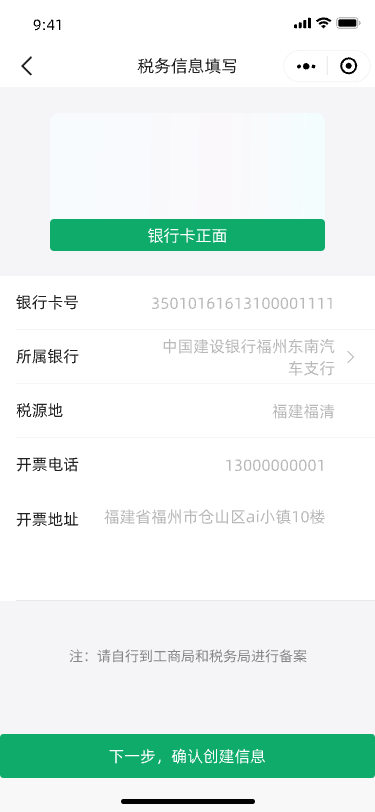 9:41
税务信息填写
银行卡正面
银行卡号
35010161613100001111
所属银行
中国建设银行福州东南汽
车支行
税源地
福建福清
开票电话
13000000001
开票地址
福建省福州市仓山区ai小镇10楼
注：请自行到工商局和税务局进行备案
下一步，确认创建信息